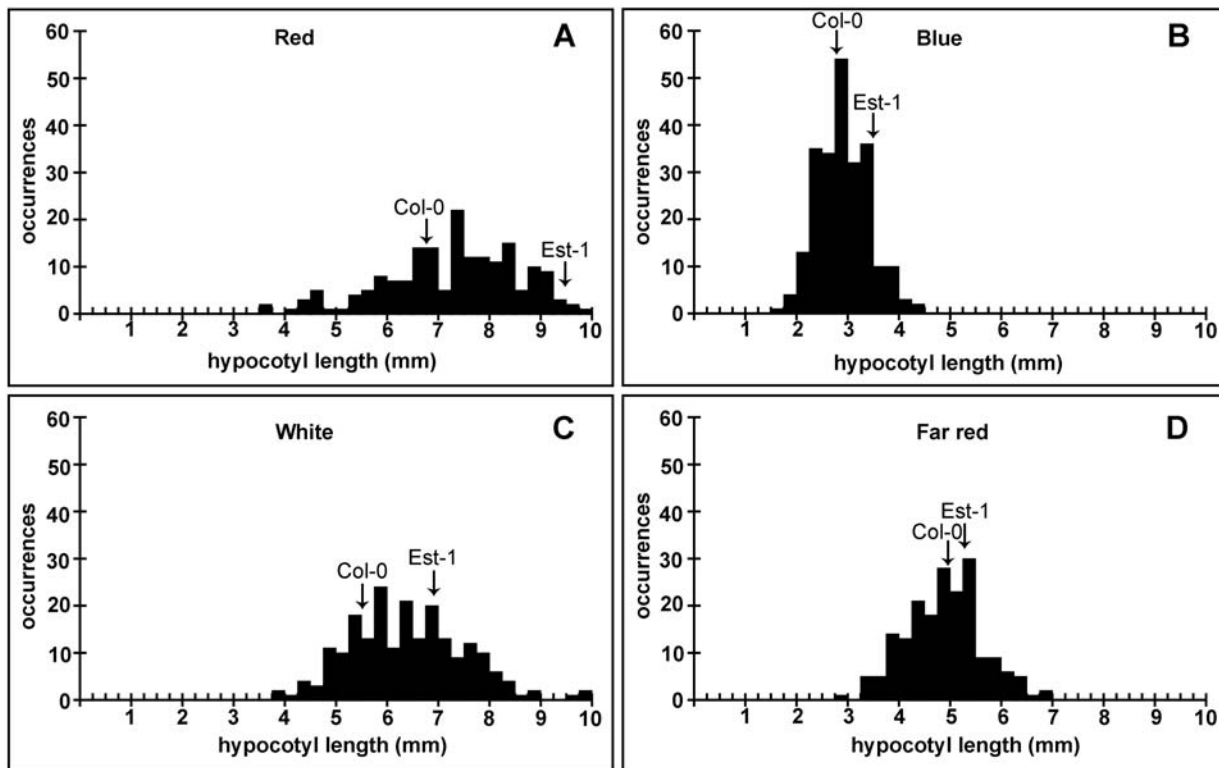 Red
A
Col-0
Est-1
60
50
40
30
20
10
0
occurrences
1 2 3 4 5 6 7 8 9 10
hypocotyl length (mm)
Col-0
Blue
B
Est-1
60
50
40
30
20
10
0
occurrences
1 2 3 4 5 6 7 8 9 10
hypocotyl length (mm)
White
C
Col-0
Est-1
60
50
40
30
20
10
0
occurrences
1 2 3 4 5 6 7 8 9 10
hypocotyl length (mm)
Far red
D
Est-1
Col-0
60
50
40
30
20
10
0
occurrences
1 2 3 4 5 6 7 8 9 10
hypocotyl length (mm)